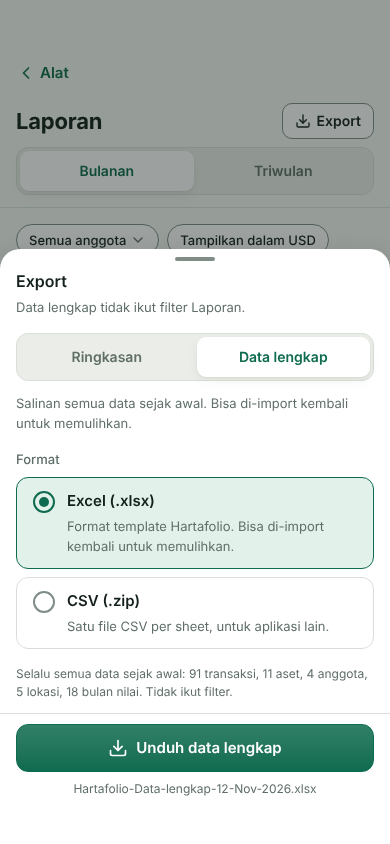 Alat
Laporan
Export
Bulanan
Triwulan
Semua anggota
Tampilkan dalam USD
Export
Data lengkap tidak ikut filter Laporan.
Ringkasan
Data lengkap
Salinan semua data sejak awal. Bisa di-import kembali
untuk memulihkan.
Format
Excel (.xlsx)
Format template Hartafolio. Bisa di-import
kembali untuk memulihkan.
CSV (.zip)
Satu file CSV per sheet, untuk aplikasi lain.
Selalu semua data sejak awal: 91 transaksi, 11 aset, 4 anggota,
5 lokasi, 18 bulan nilai. Tidak ikut filter.
Unduh data lengkap
Hartafolio-Data-lengkap-12-Nov-2026.xlsx